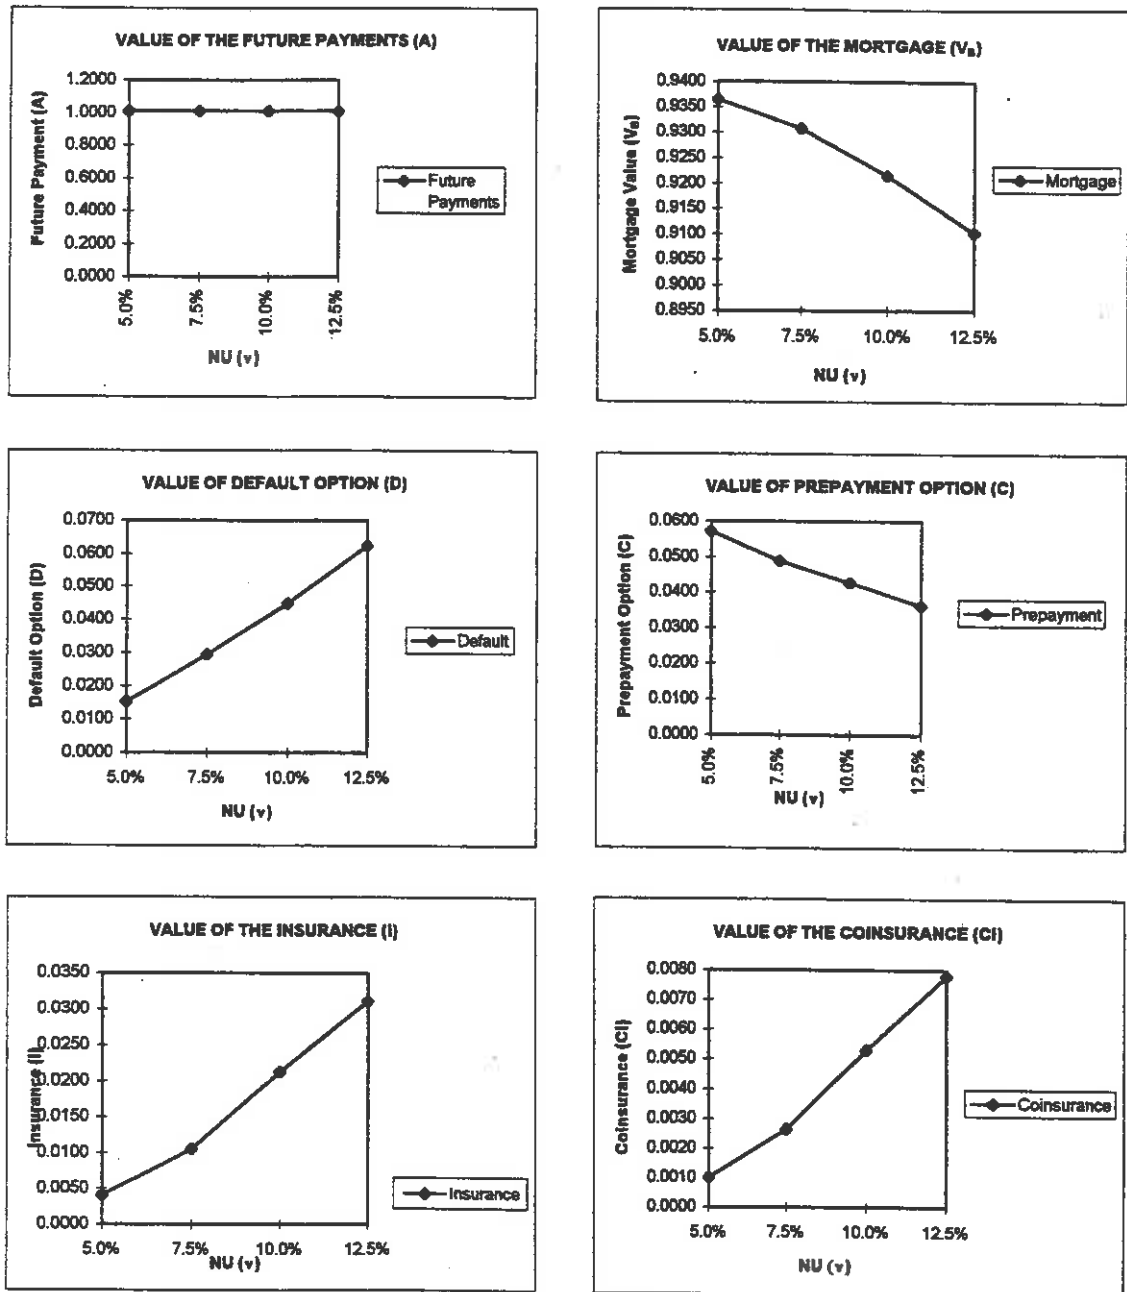 VALUE OF THE FUTURE PAYMENTS (A)
Future Payment (A)
1.2000
1.0000
0.8000
0.6000
0.4000
0.2000
0.0000
5.0%
7.5%
10.0%
12.5%
NU (v)
Future
Payments
VALUE OF THE MORTGAGE (VB)
Mortgage Value (VB)
0.9400
0.9350
0.9300
0.9250
0.9200
0.9150
0.9100
0.9050
0.9000
0.8950
5.0% 7.5% 10.0% 12.5%
NU (v)
Mortgage
VALUE OF DEFAULT OPTION (D)
Default Option (D)
0.0700
0.0600
0.0500
0.0400
0.0300
0.0200
0.0100
0.0000
5.0% 7.5% 10.0% 12.5%
NU (v)
Default
VALUE OF PREPAYMENT OPTION (C)
Prepayment Option (C)
0.0600
0.0500
0.0400
0.0300
0.0200
0.0100
0.0000
5.0%
7.5%
10.0%
12.5%
NU (v)
Prepayment
VALUE OF THE INSURANCE (I)
Insurance (I)
0.0350
0.0300
0.0250
0.0200
0.0150
0.0100
0.0050
0.0000
5.0% 7.5% 10.0% 12.5%
NU (v)
Insurance
VALUE OF THE COINSURANCE (CI)
Coinsurance (CI)
0.0080
0.0070
0.0060
0.0050
0.0040
0.0030
0.0020
0.0010
0.0000
5.0% 7.5% 10.0% 12.5%
NU (v)
Coinsurance